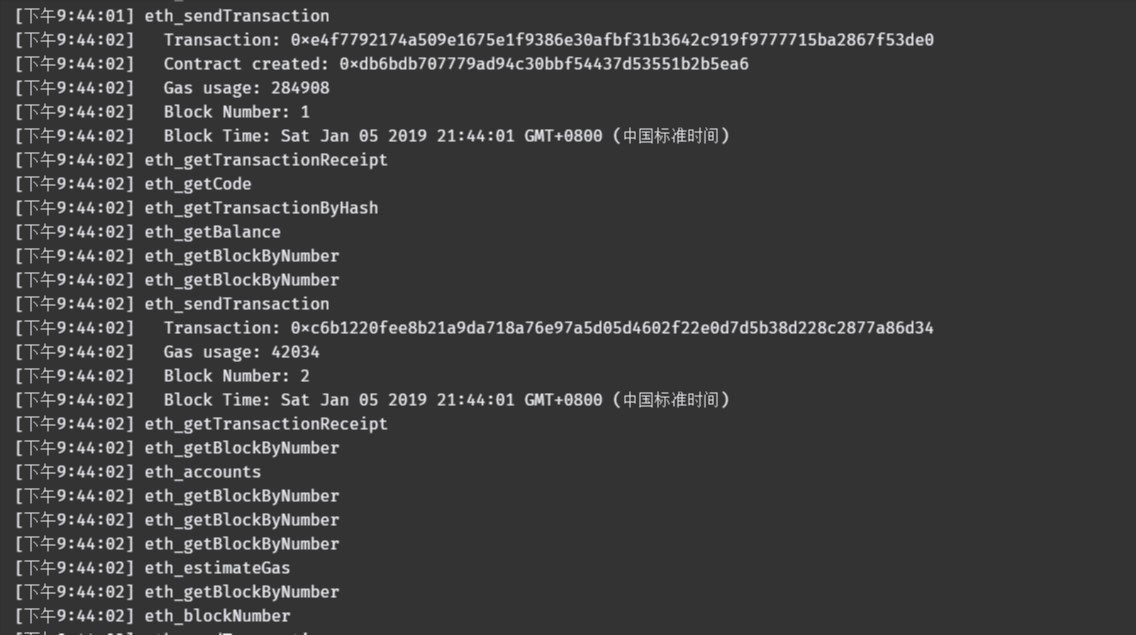 [下午9:44:01] eth_sendTransaction
[下午9:44:02]   Transaction: 0×e4f7792174a509e1675e1f9386e30afbf31b3642c919f9777715ba2867f53de0
[下午9:44:02]   Contract created: 0×db6bdb707779ad94c30bbf54437d53551b2b5ea6
[下午9:44:02]   Gas usage: 284908
[下午9:44:02]   Block Number: 1
[下午9:44:02]   Block Time: Sat Jan 05 2019 21:44:01 GMT+0800 (中国标准时间)
[下午9:44:02] eth_getTransactionReceipt
[下午9:44:02] eth_getCode
[下午9:44:02] eth_getTransactionByHash
[下午9:44:02] eth_getBalance
[下午9:44:02] eth_getBlockByNumber
[下午9:44:02] eth_getBlockByNumber
[下午9:44:02] eth_sendTransaction
[下午9:44:02]   Transaction: 0×c6b1220fee8b21a9da718a76e97a5d05d4602f22e0d7d5b38d228c2877a86d34
[下午9:44:02]   Gas usage: 42034
[下午9:44:02]   Block Number: 2
[下午9:44:02]   Block Time: Sat Jan 05 2019 21:44:01 GMT+0800 (中国标准时间)
[下午9:44:02] eth_getTransactionReceipt
[下午9:44:02] eth_getBlockByNumber
[下午9:44:02] eth_accounts
[下午9:44:02] eth_getBlockByNumber
[下午9:44:02] eth_getBlockByNumber
[下午9:44:02] eth_getBlockByNumber
[下午9:44:02] eth_estimateGas
[下午9:44:02] eth_getBlockByNumber
[下午9:44:02] eth_blockNumber